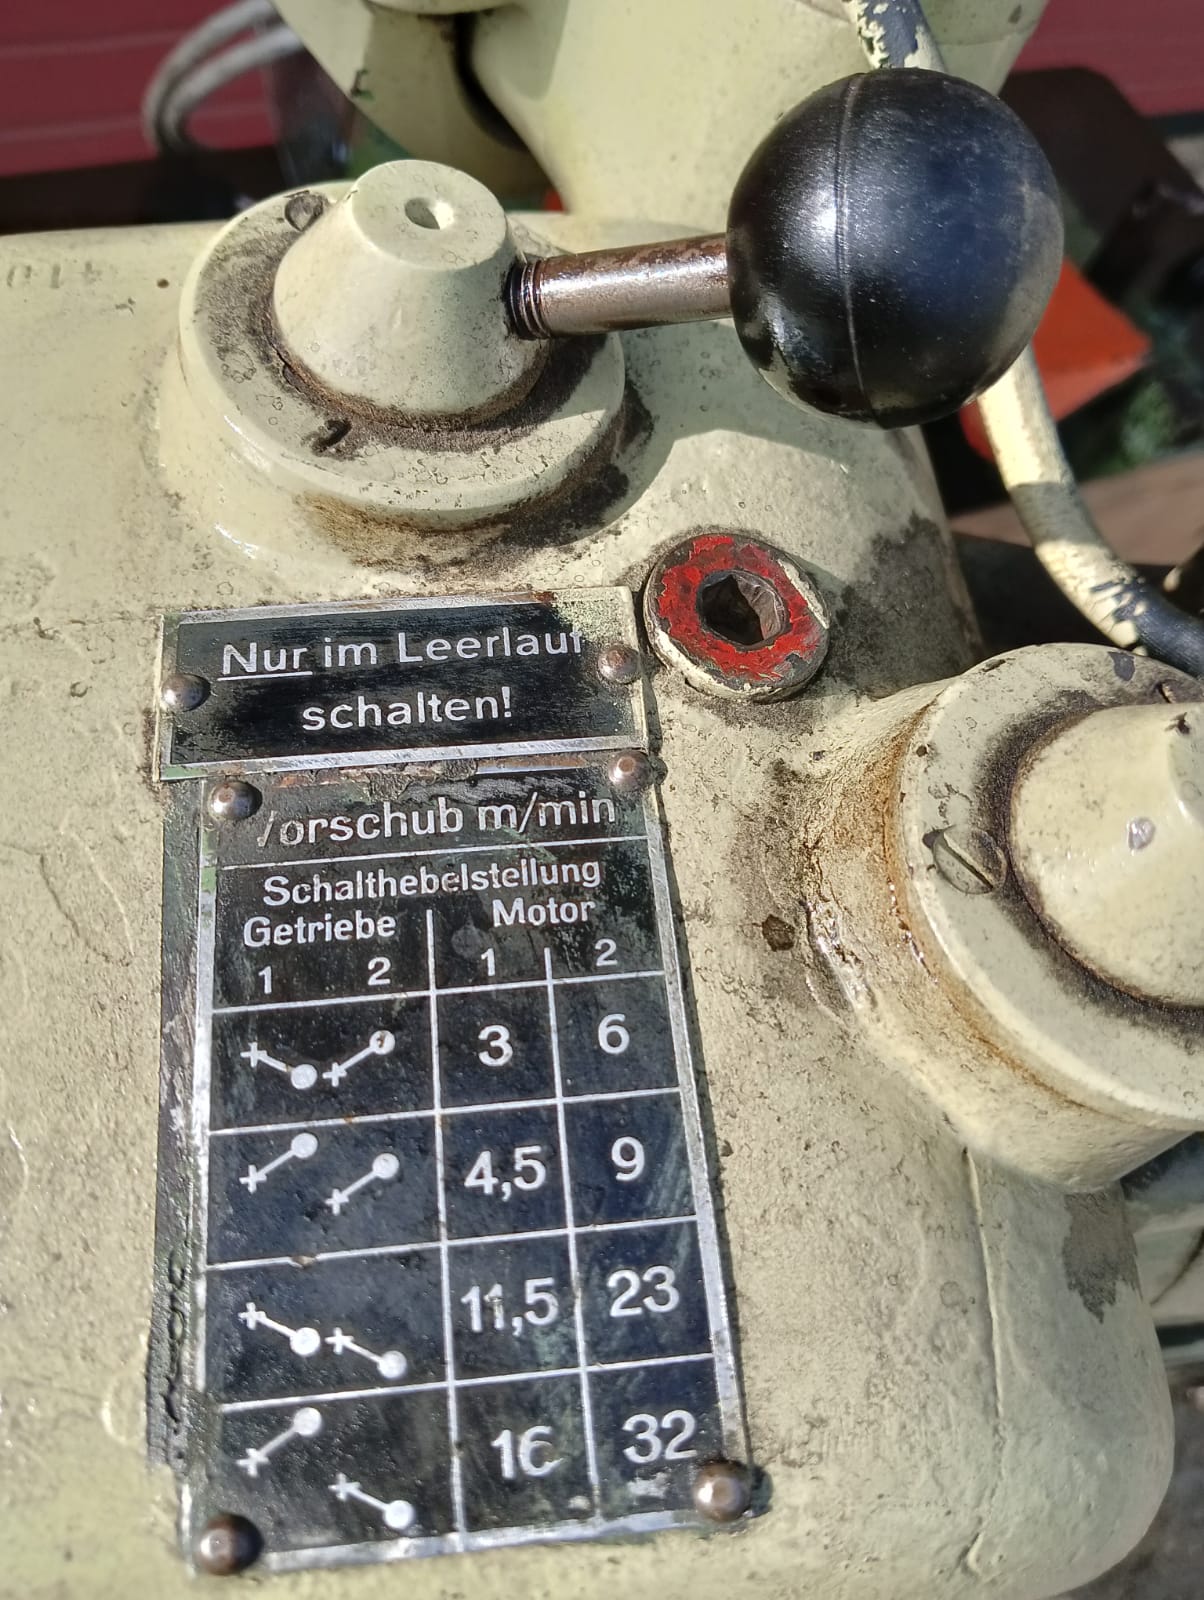 Nur im Leerlauf
schalten!
Vorschub m/min
Schalthebelstellung
Getriebe Motor
1 2 1 2
3 6
4,5 9
11,5 23
16 32